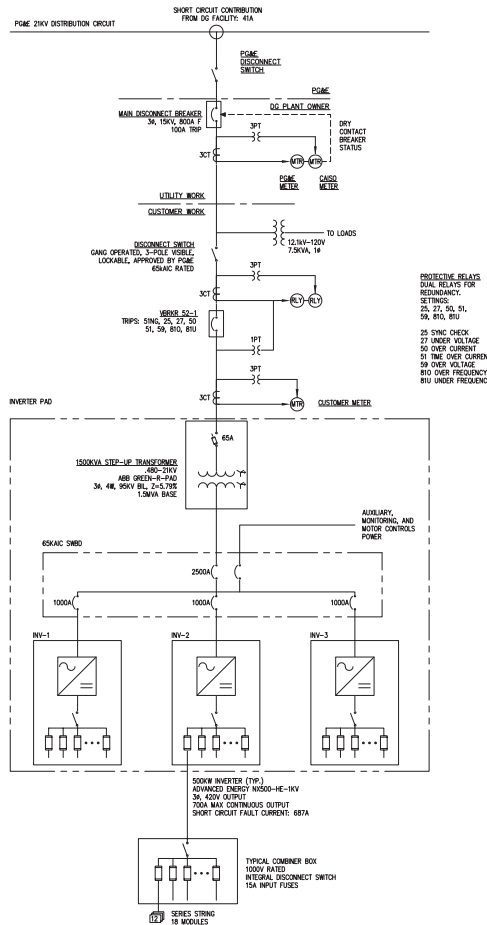 SHORT CIRCUIT CONTRIBUTION
FROM DG FACILITY: 41A
PG&E 21KV DISTRIBUTION CIRCUIT
PG&E
DISCONNECT
SWITCH
PG&E
DG PLANT OWNER
MAIN DISCONNECT BREAKER
3ø, 15KV, 800A F
100A TRIP
3PT
DRY
CONTACT
BREAKER
STATUS
3CT
MTR
MTR
PG&E
METER
CAISO
METER
UTILITY WORK
CUSTOMER WORK
TO LOADS
12.1kV-120V
7.5KVA, 1ø
DISCONNECT SWITCH
GANG OPERATED, 3-POLE VISIBLE,
LOCKABLE, APPROVED BY PG&E
65kAIC RATED
3PT
3CT
RLY
RLY
VBRKR 52-1
TRIPS: 51NG, 25, 27, 50
51, 59, 81O, 81U
1PT
3PT
3CT
MTR
CUSTOMER METER
PROTECTIVE RELAYS
DUAL RELAYS FOR
REDUNDANCY.
SETTINGS:
25, 27, 50, 51,
59, 81O, 81U
25 SYNC CHECK
27 UNDER VOLTAGE
50 OVER CURRENT
51 TIME OVER CURREN
59 OVER VOLTAGE
81O OVER FREQUENCY
81U UNDER FREQUENC
INVERTER PAD
65A
1500KVA STEP-UP TRANSFORMER
.480-21KV
ABB GREEN-R-PAD
3ø, 4W, 95KV BIL, Z=5.79%
1.5MVA BASE
AUXILIARY,
MONITORING, AND
MOTOR CONTROLS
POWER
65KAIC SWBD
2500A
1000A
1000A
1000A
INV-1
INV-2
INV-3
500KW INVERTER (TYP.)
ADVANCED ENERGY NX500-HE-1KV
3ø, 420V OUTPUT
700A MAX CONTINUOUS OUTPUT
SHORT CIRCUIT FAULT CURRENT: 687A
TYPICAL COMBINER BOX
1000V RATED
INTEGRAL DISCONNECT SWITCH
15A INPUT FUSES
12
SERIES STRING
18 MODULES